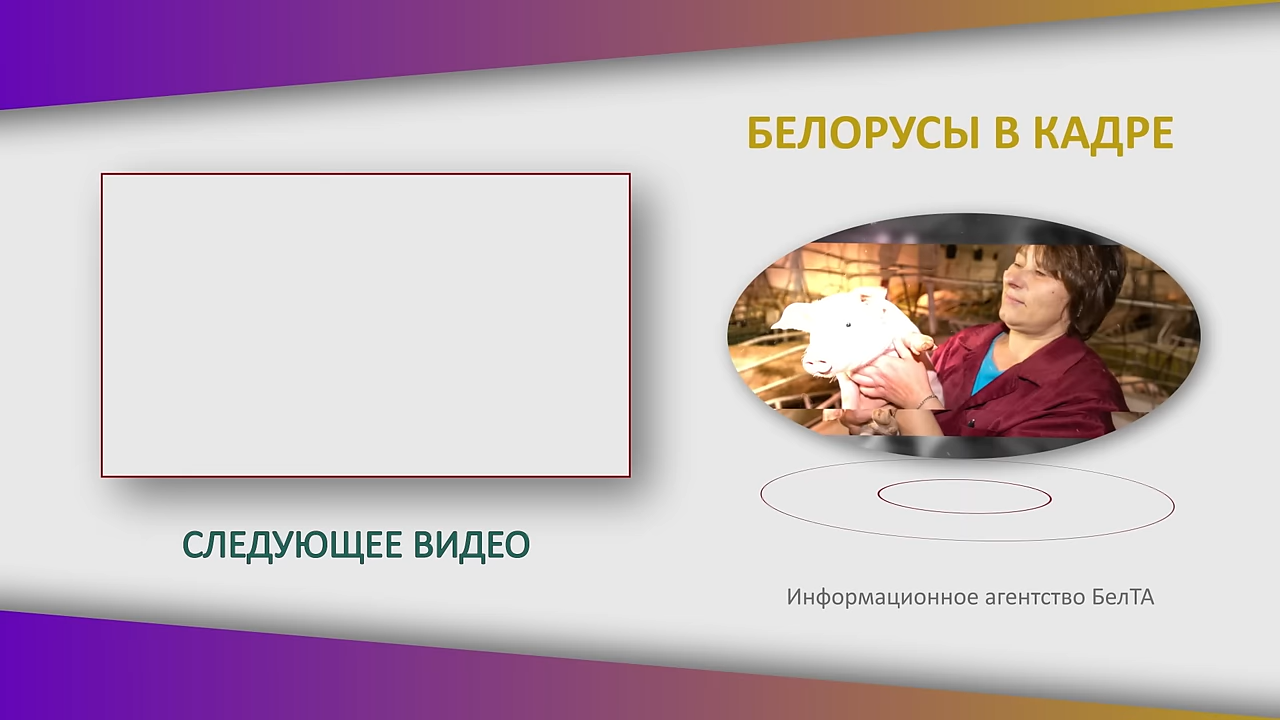 БЕЛОРУСЫ В КАДРЕ
СЛЕДУЮЩЕЕ ВИДЕО
Информационное агентство БелТА